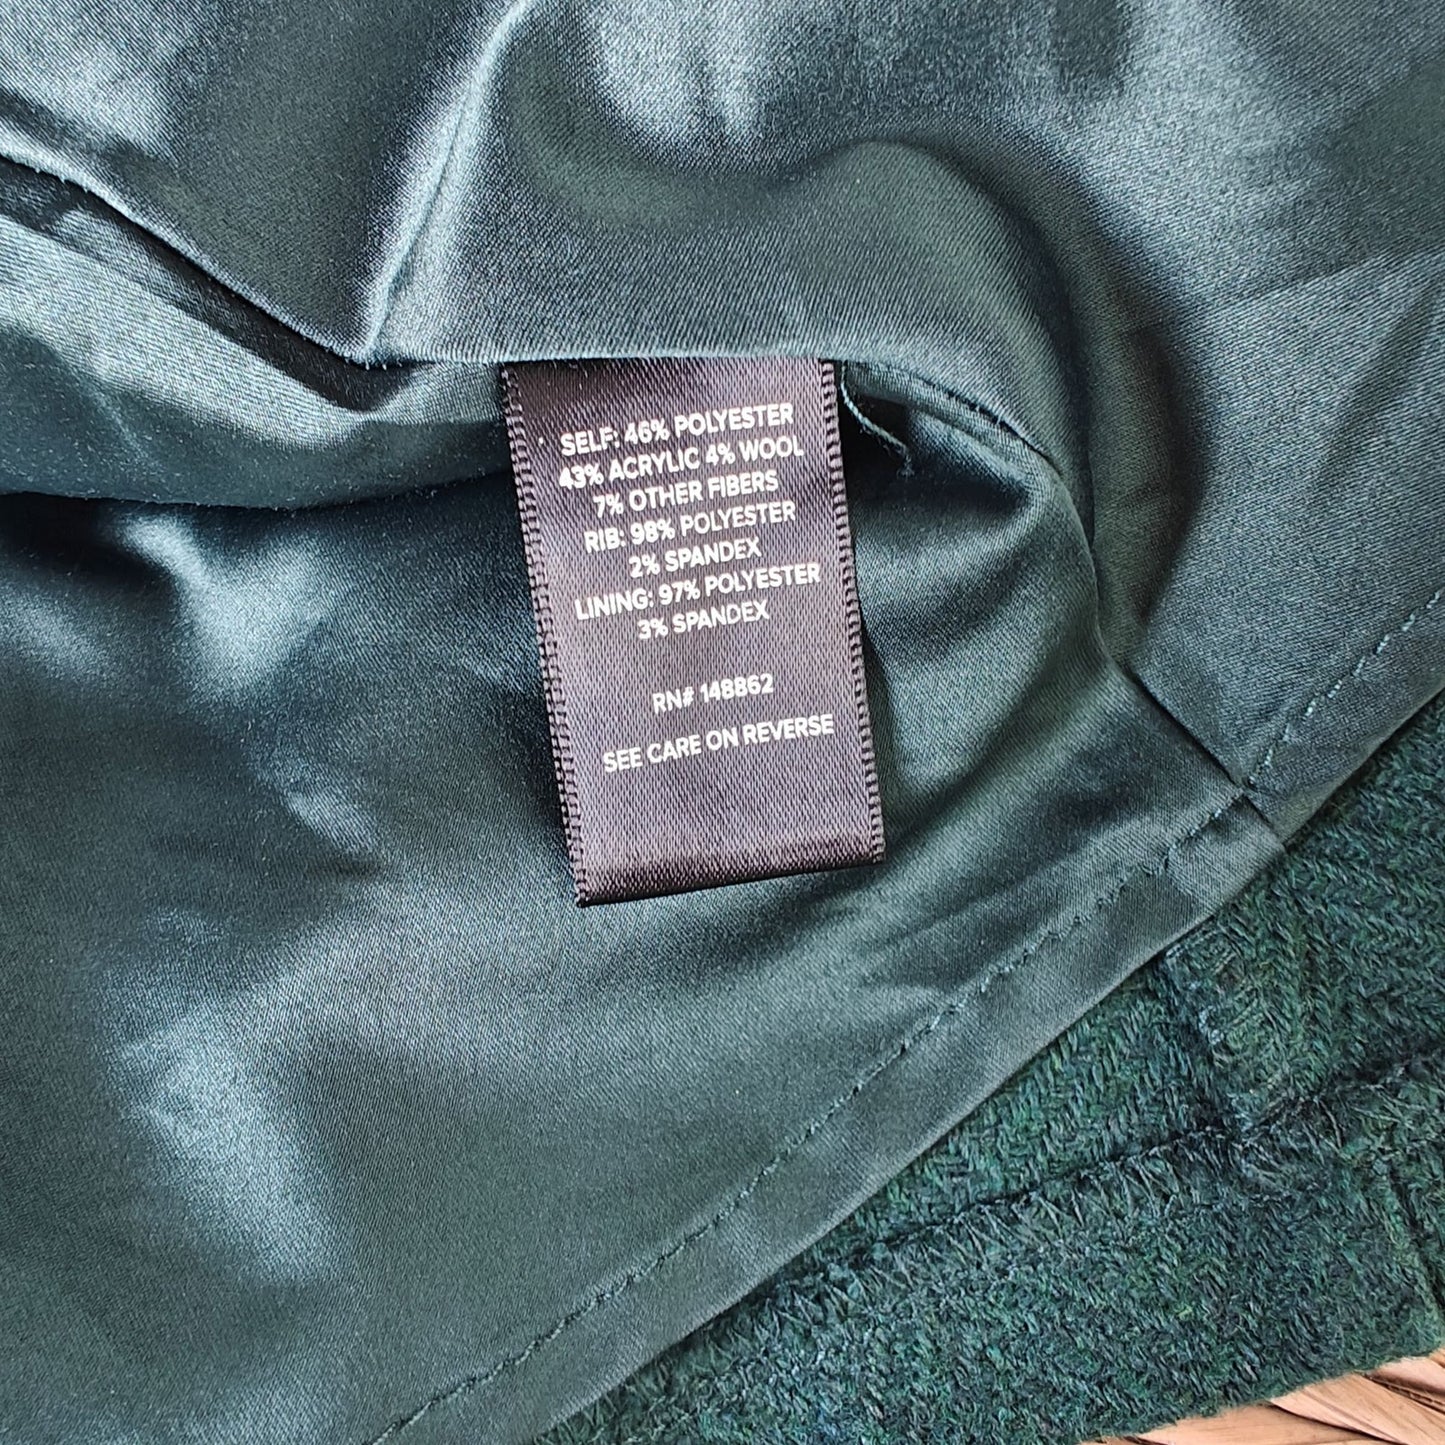 SELF: 46% POLYESTER
43% ACRYLIC 4% WOOL
7% OTHER FIBERS
RIB: 98% POLYESTER
2% SPANDEX
LINING: 97% POLYESTER
3% SPANDEX
RN# 148862
SEE CARE ON REVERSE